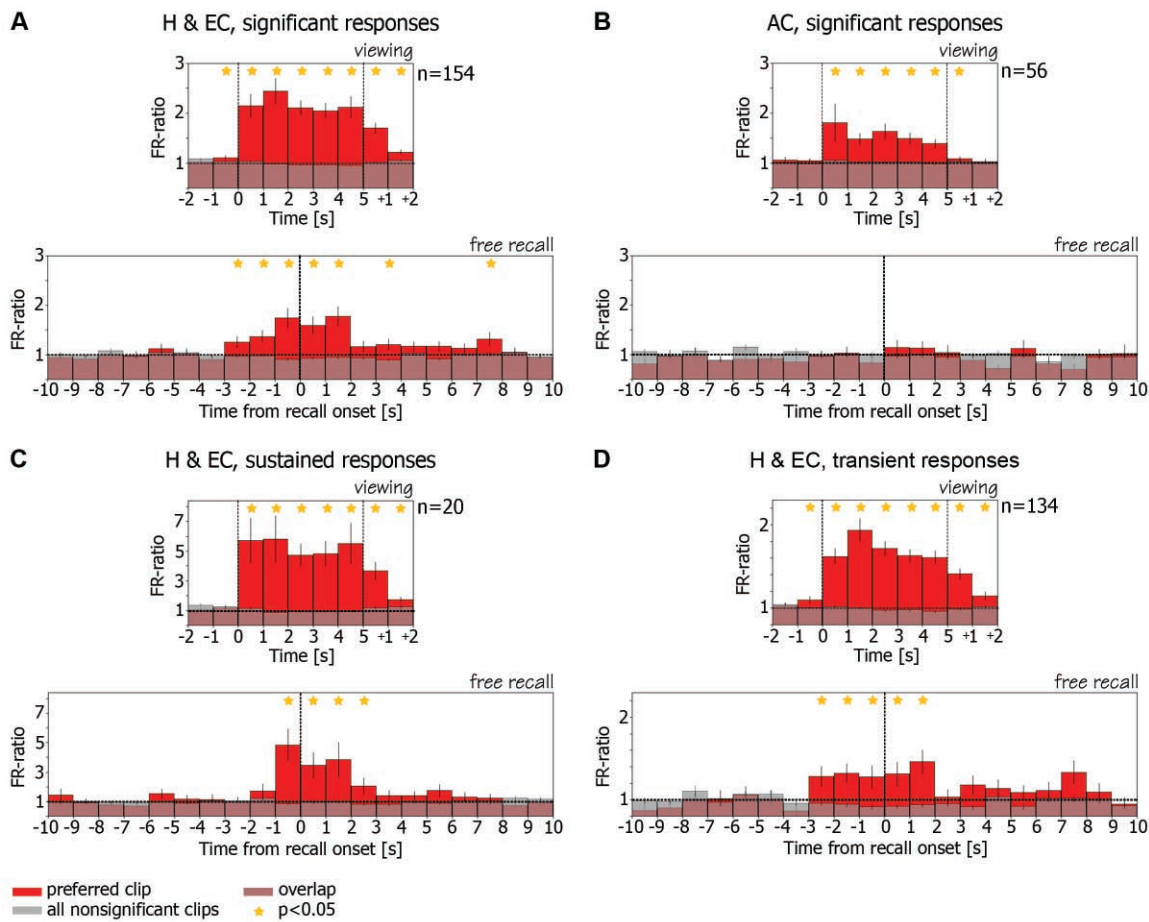 A
H & EC, significant responses
viewing
3
2
1
FR-ratio
n=154
-2 -1 0 1 2 3 4 5 +1 +2
Time [s]
free recall
3
2
1
FR-ratio
-10 -9 -8 -7 -6 -5 -4 -3 -2 -1 0 1 2 3 4 5 6 7 8 9 10
Time from recall onset [s]
B
AC, significant responses
viewing
3
2
1
FR-ratio
n=56
-2 -1 0 1 2 3 4 5 +1 +2
Time [s]
free recall
3
2
1
FR-ratio
-10 -9 -8 -7 -6 -5 -4 -3 -2 -1 0 1 2 3 4 5 6 7 8 9 10
Time from recall onset [s]
C
H & EC, sustained responses
viewing
7
5
3
1
FR-ratio
n=20
-2 -1 0 1 2 3 4 5 +1 +2
Time [s]
free recall
7
5
3
1
FR-ratio
-10 -9 -8 -7 -6 -5 -4 -3 -2 -1 0 1 2 3 4 5 6 7 8 9 10
Time from recall onset [s]
D
H & EC, transient responses
viewing
2
1
FR-ratio
n=134
-2 -1 0 1 2 3 4 5 +1 +2
Time [s]
free recall
2
1
FR-ratio
-10 -9 -8 -7 -6 -5 -4 -3 -2 -1 0 1 2 3 4 5 6 7 8 9 10
Time from recall onset [s]
preferred clip
overlap
all nonsignificant clips
p<0.05